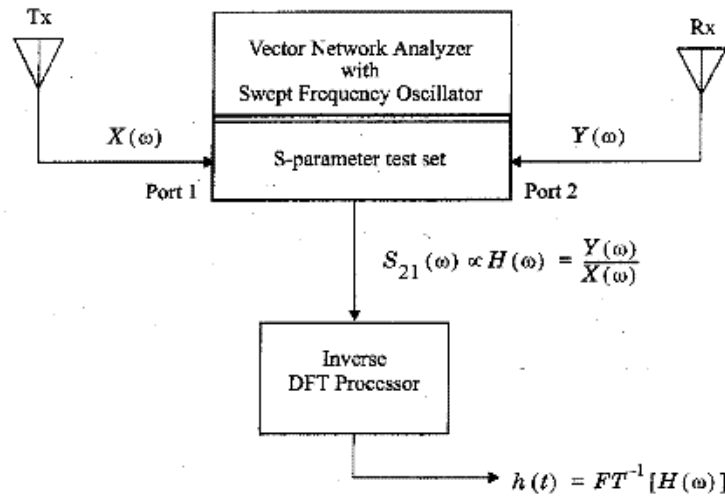 Tx
Rx
Vector Network Analyzer
with
Swept Frequency Oscillator
X(ω)
Y(ω)
S-parameter test set
Port 1
Port 2
S₂₁(ω) ∝ H(ω) = Y(ω)/X(ω)
Inverse
DFT Processor
h(t) = FT⁻¹[H(ω)]